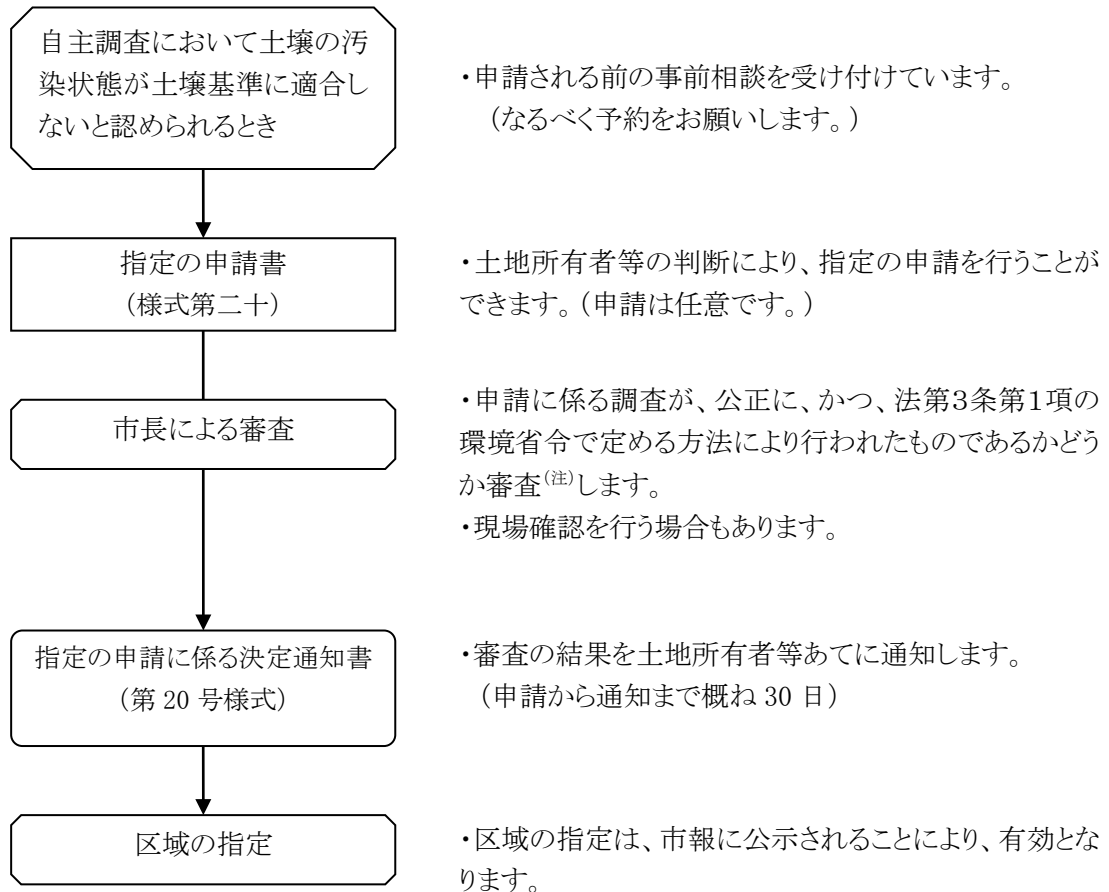 自主調査において土壌の汚
染状態が土壌基準に適合し
ないと認められるとき
・申請される前の事前相談を受け付けています。
(なるべく予約をお願いします。)
指定の申請書
(様式第二十)
・土地所有者等の判断により、指定の申請を行うことが
できます。(申請は任意です。)
市長による審査
・申請に係る調査が、公正に、かつ、法第3条第1項の
環境省令で定める方法により行われたものであるかどう
か審査(注)します。
・現場確認を行う場合もあります。
指定の申請に係る決定通知書
(第 20 号様式)
・審査の結果を土地所有者等あてに通知します。
(申請から通知まで概ね 30 日)
区域の指定
・区域の指定は、市報に公示されることにより、有効とな
ります。